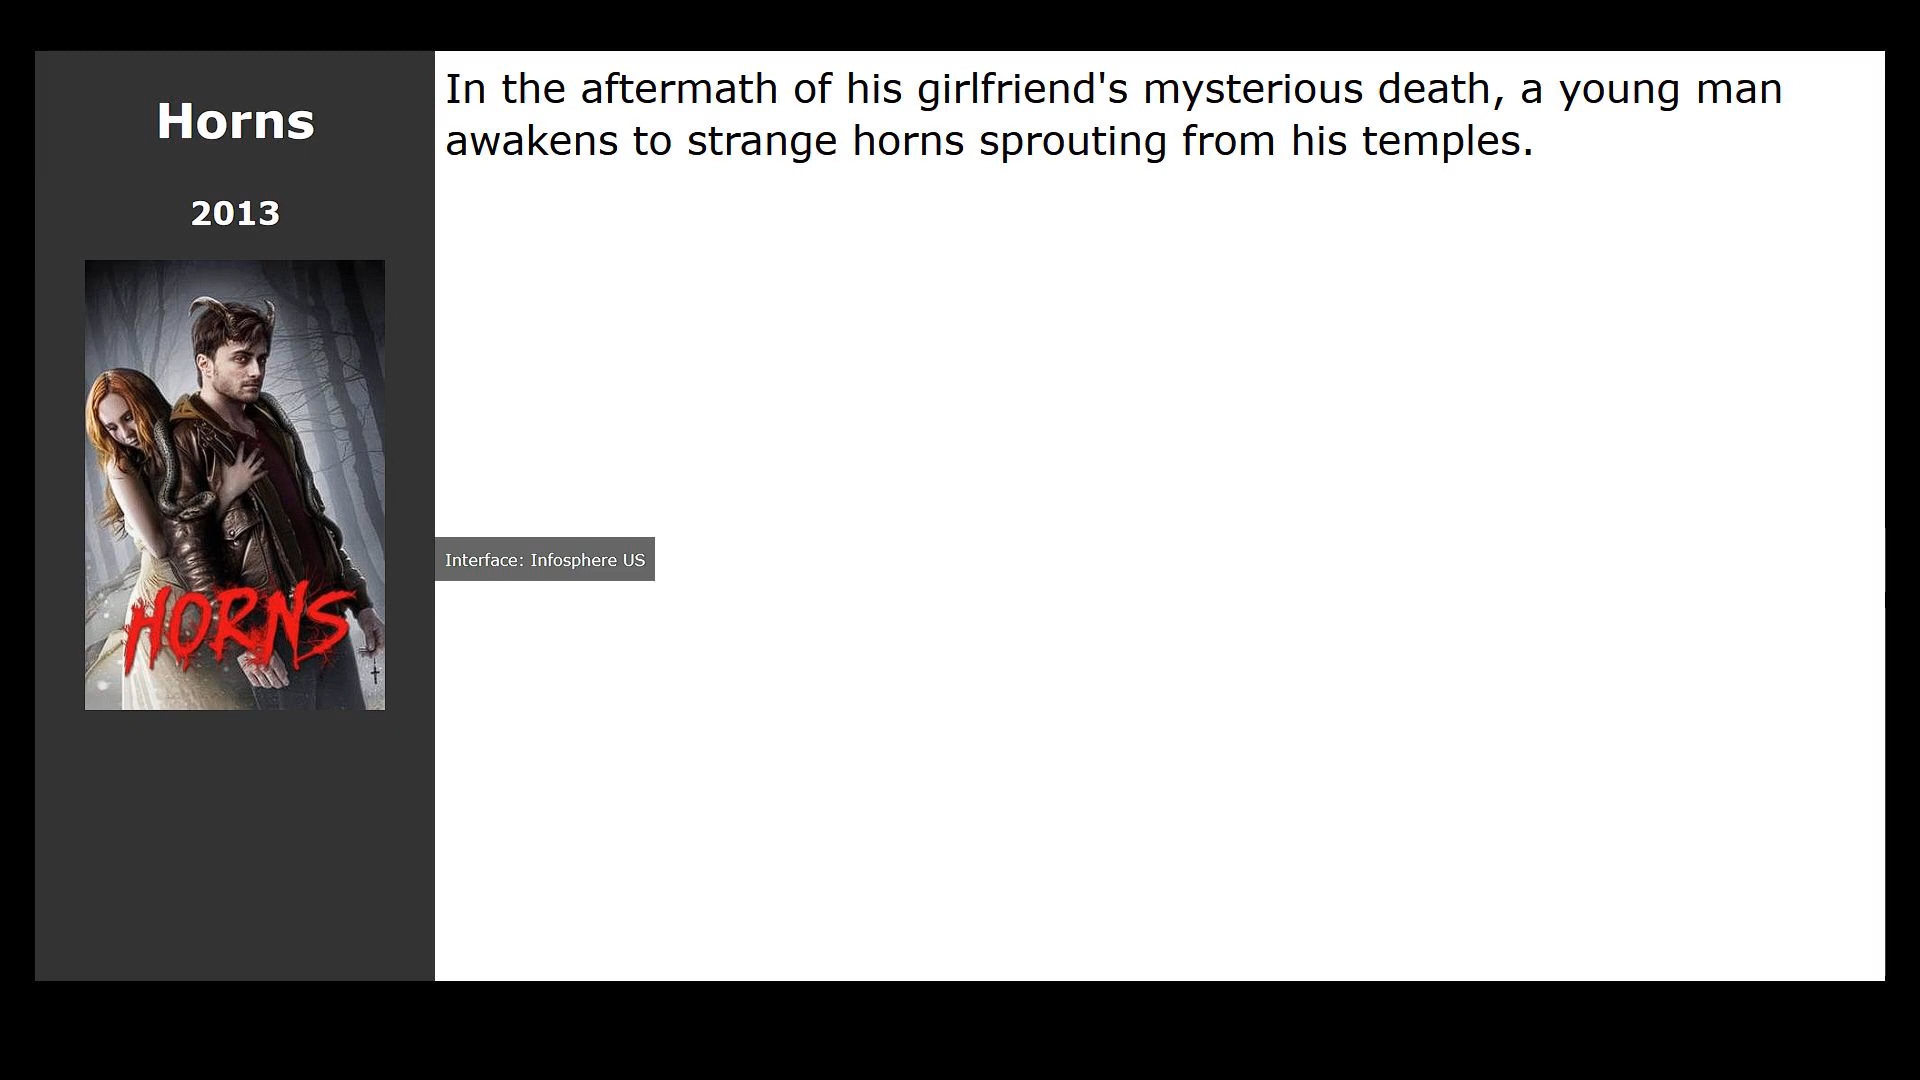 Horns
2013
HORNS
In the aftermath of his girlfriend's mysterious death, a young man
awakens to strange horns sprouting from his temples.
Interface: Infosphere US